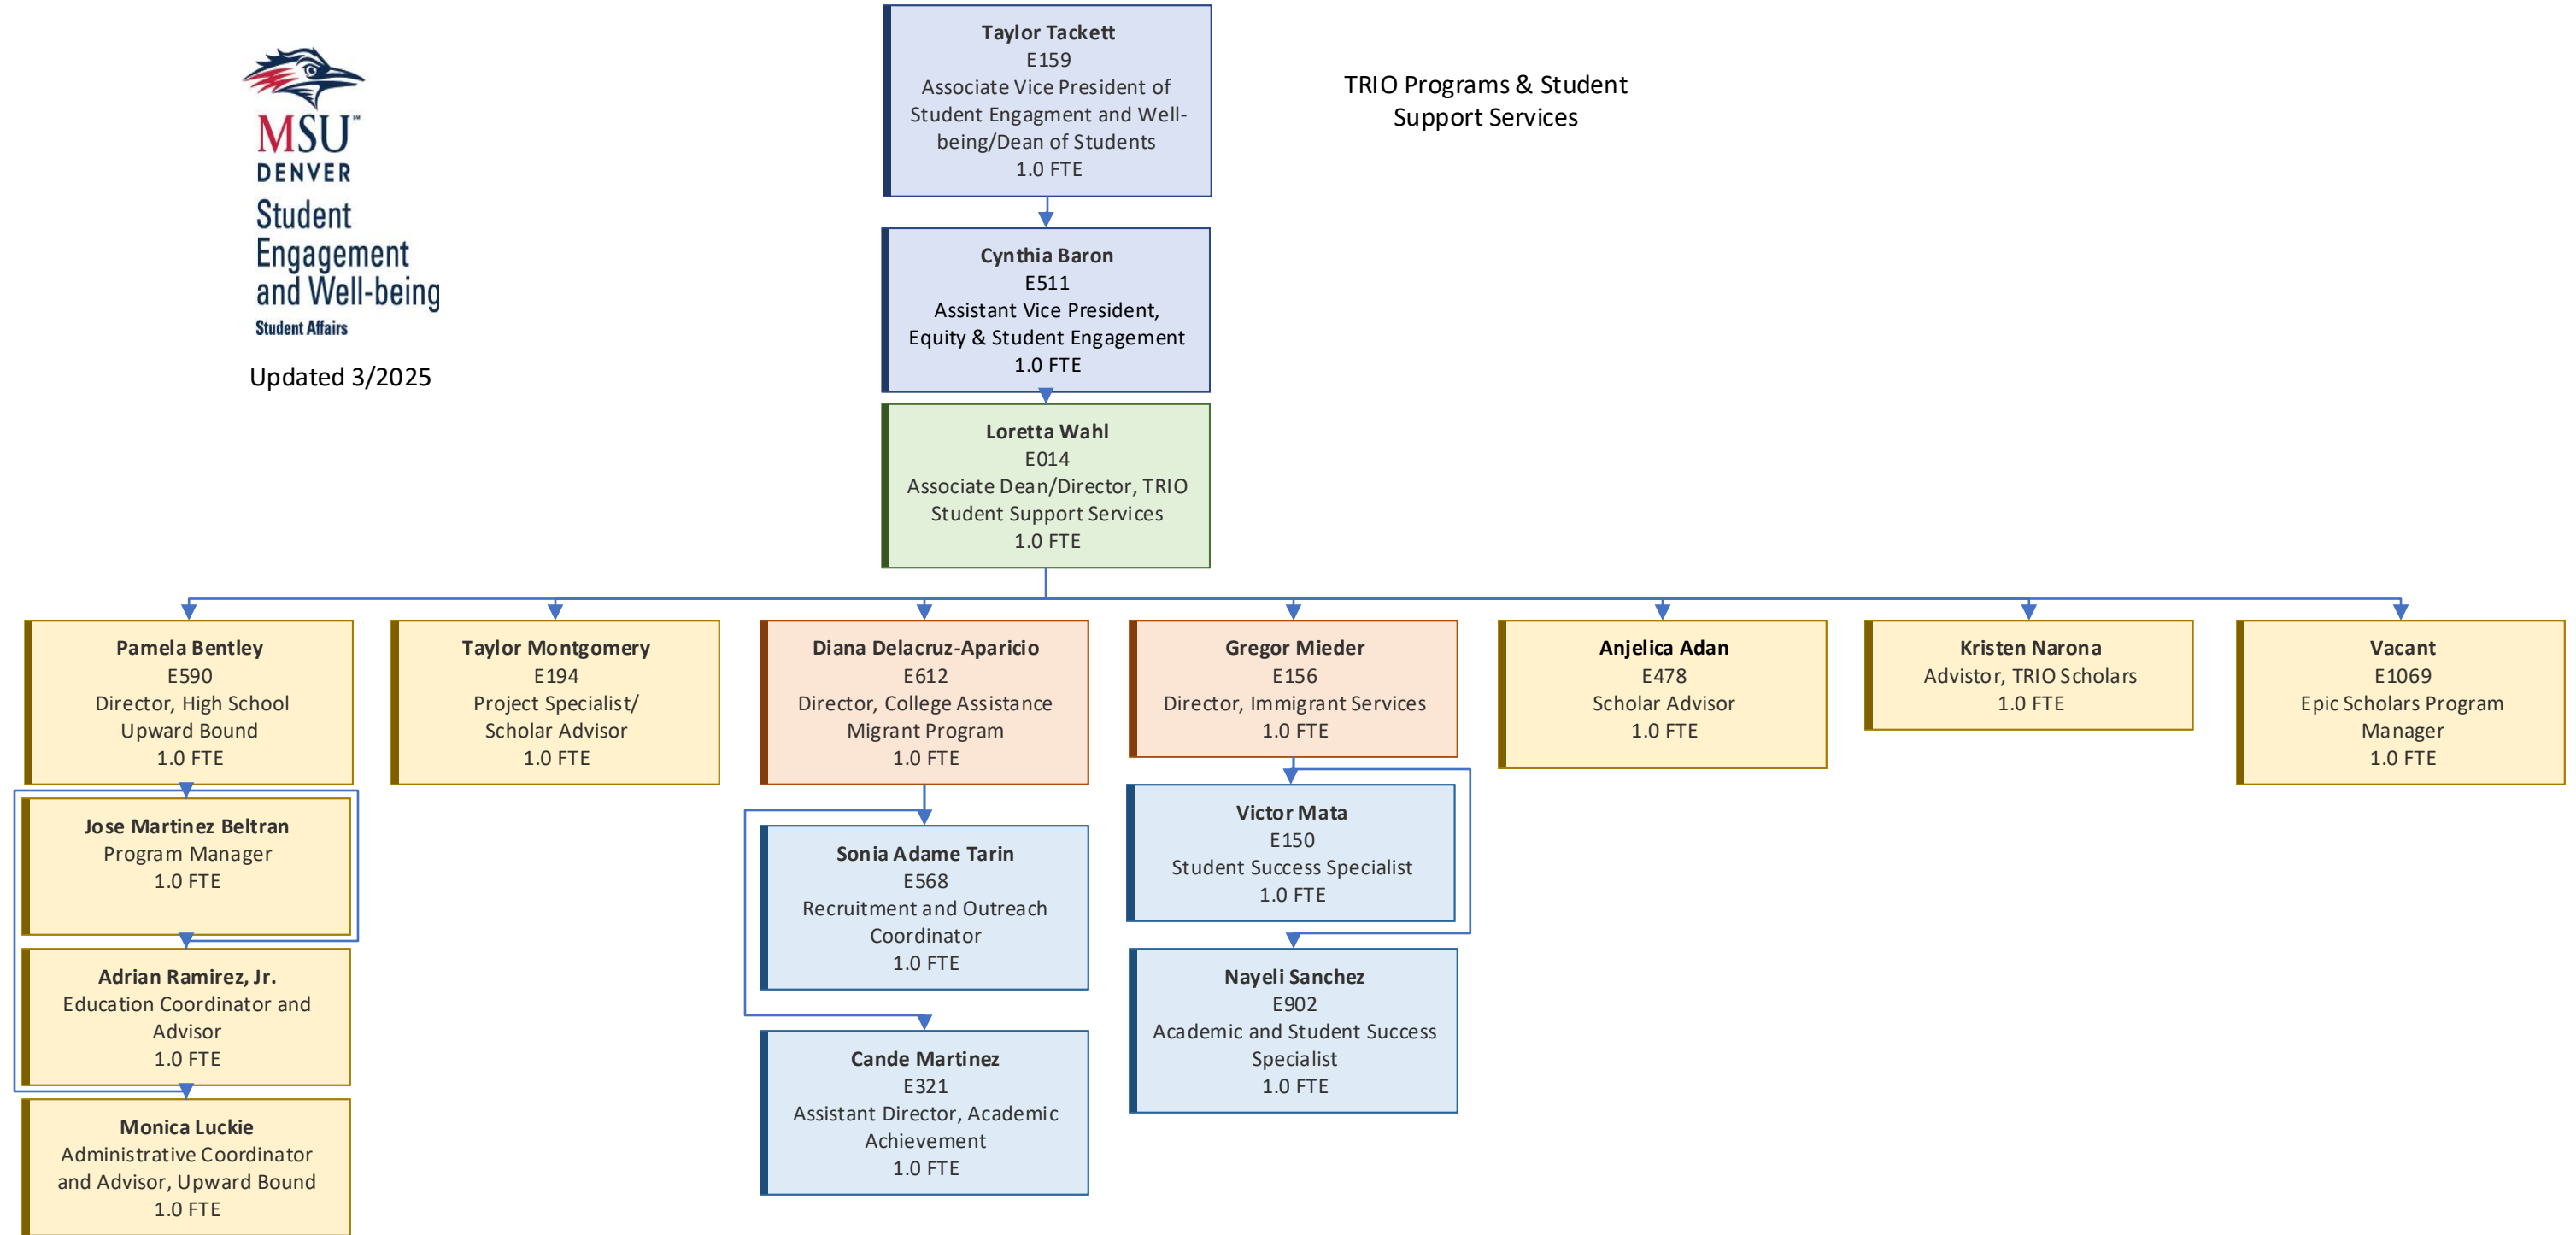 MSU℠
DENVER
Student
Engagement
and Well-being
Student Affairs
Updated 3/2025
TRIO Programs & Student
Support Services
Taylor Tackett
E159
Associate Vice President of
Student Engagment and Well-
being/Dean of Students
1.0 FTE
Cynthia Baron
E511
Assistant Vice President,
Equity & Student Engagement
1.0 FTE
Loretta Wahl
E014
Associate Dean/Director, TRIO
Student Support Services
1.0 FTE
Pamela Bentley
E590
Director, High School
Upward Bound
1.0 FTE
Jose Martinez Beltran
Program Manager
1.0 FTE
Adrian Ramirez, Jr.
Education Coordinator and
Advisor
1.0 FTE
Monica Luckie
Administrative Coordinator
and Advisor, Upward Bound
1.0 FTE
Taylor Montgomery
E194
Project Specialist/
Scholar Advisor
1.0 FTE
Diana Delacruz-Aparicio
E612
Director, College Assistance
Migrant Program
1.0 FTE
Sonia Adame Tarin
E568
Recruitment and Outreach
Coordinator
1.0 FTE
Cande Martinez
E321
Assistant Director, Academic
Achievement
1.0 FTE
Gregor Mieder
E156
Director, Immigrant Services
1.0 FTE
Victor Mata
E150
Student Success Specialist
1.0 FTE
Nayeli Sanchez
E902
Academic and Student Success
Specialist
1.0 FTE
Anjelica Adan
E478
Scholar Advisor
1.0 FTE
Kristen Narona
Advistor, TRIO Scholars
1.0 FTE
Vacant
E1069
Epic Scholars Program
Manager
1.0 FTE